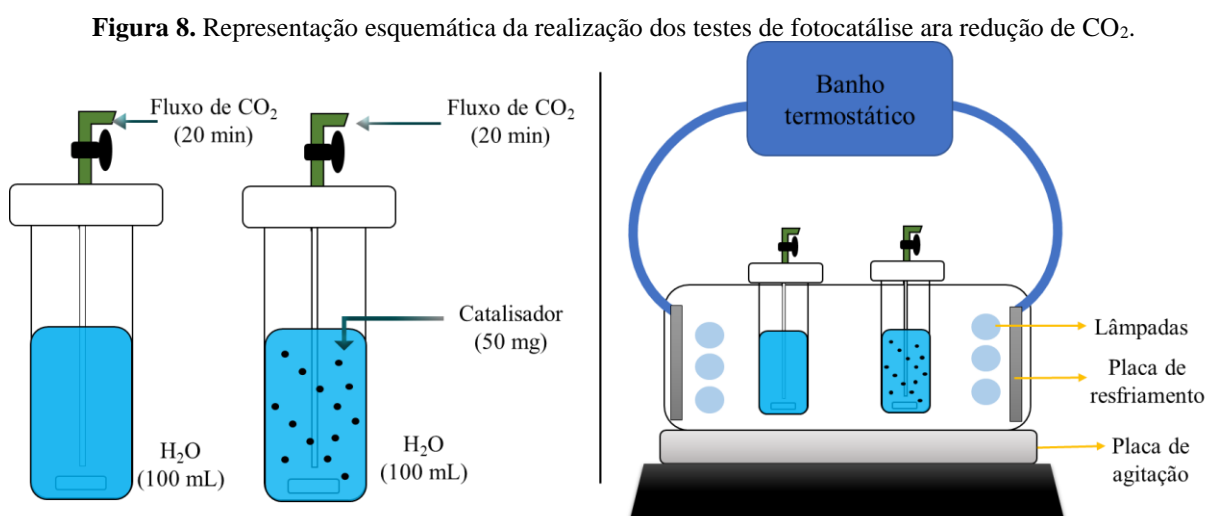 Figura 8. Representação esquemática da realização dos testes de fotocatálise ara redução de CO₂.
Fluxo de CO₂
(20 min)
Fluxo de CO₂
(20 min)
Catalisador
(50 mg)
H₂O
(100 mL)
H₂O
(100 mL)
Banho
termostático
Lâmpadas
Placa de
resfriamento
Placa de
agitação